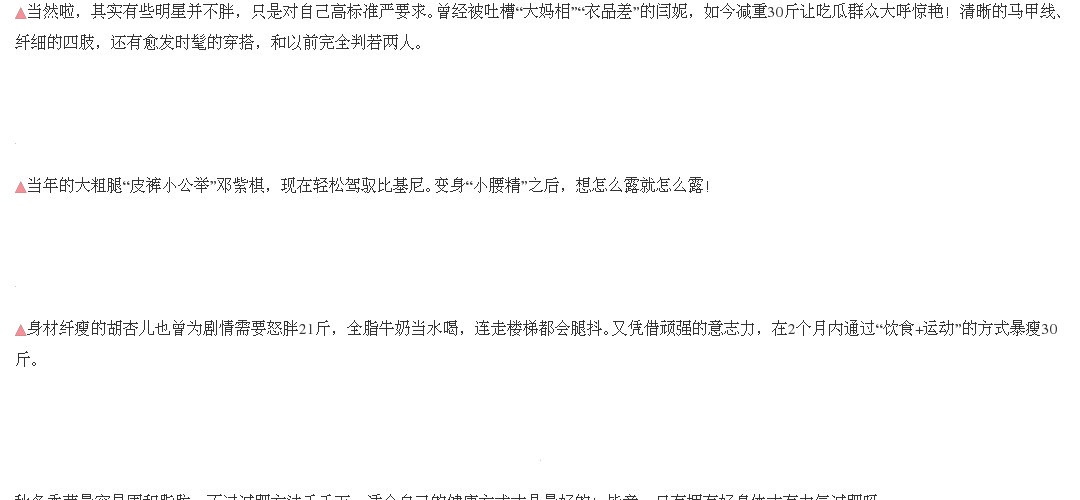 ▲当然啦，其实有些明星并不胖，只是对自己高标准严要求。曾经被吐槽“大妈相”“衣品差”的闫妮，如今减重30斤让吃瓜群众大呼惊艳！清晰的马甲线、
纤细的四肢，还有愈发时髦的穿搭，和以前完全判若两人。
▲当年的大粗腿“皮裤小公举”邓紫棋，现在轻松驾驭比基尼。变身“小腰精”之后，想怎么露就怎么露！
▲身材纤瘦的胡杏儿也曾为剧情需要怒胖21斤，全脂牛奶当水喝，连走楼梯都会腿抖。又凭借顽强的意志力，在2个月内通过“饮食+运动”的方式暴瘦30
斤。